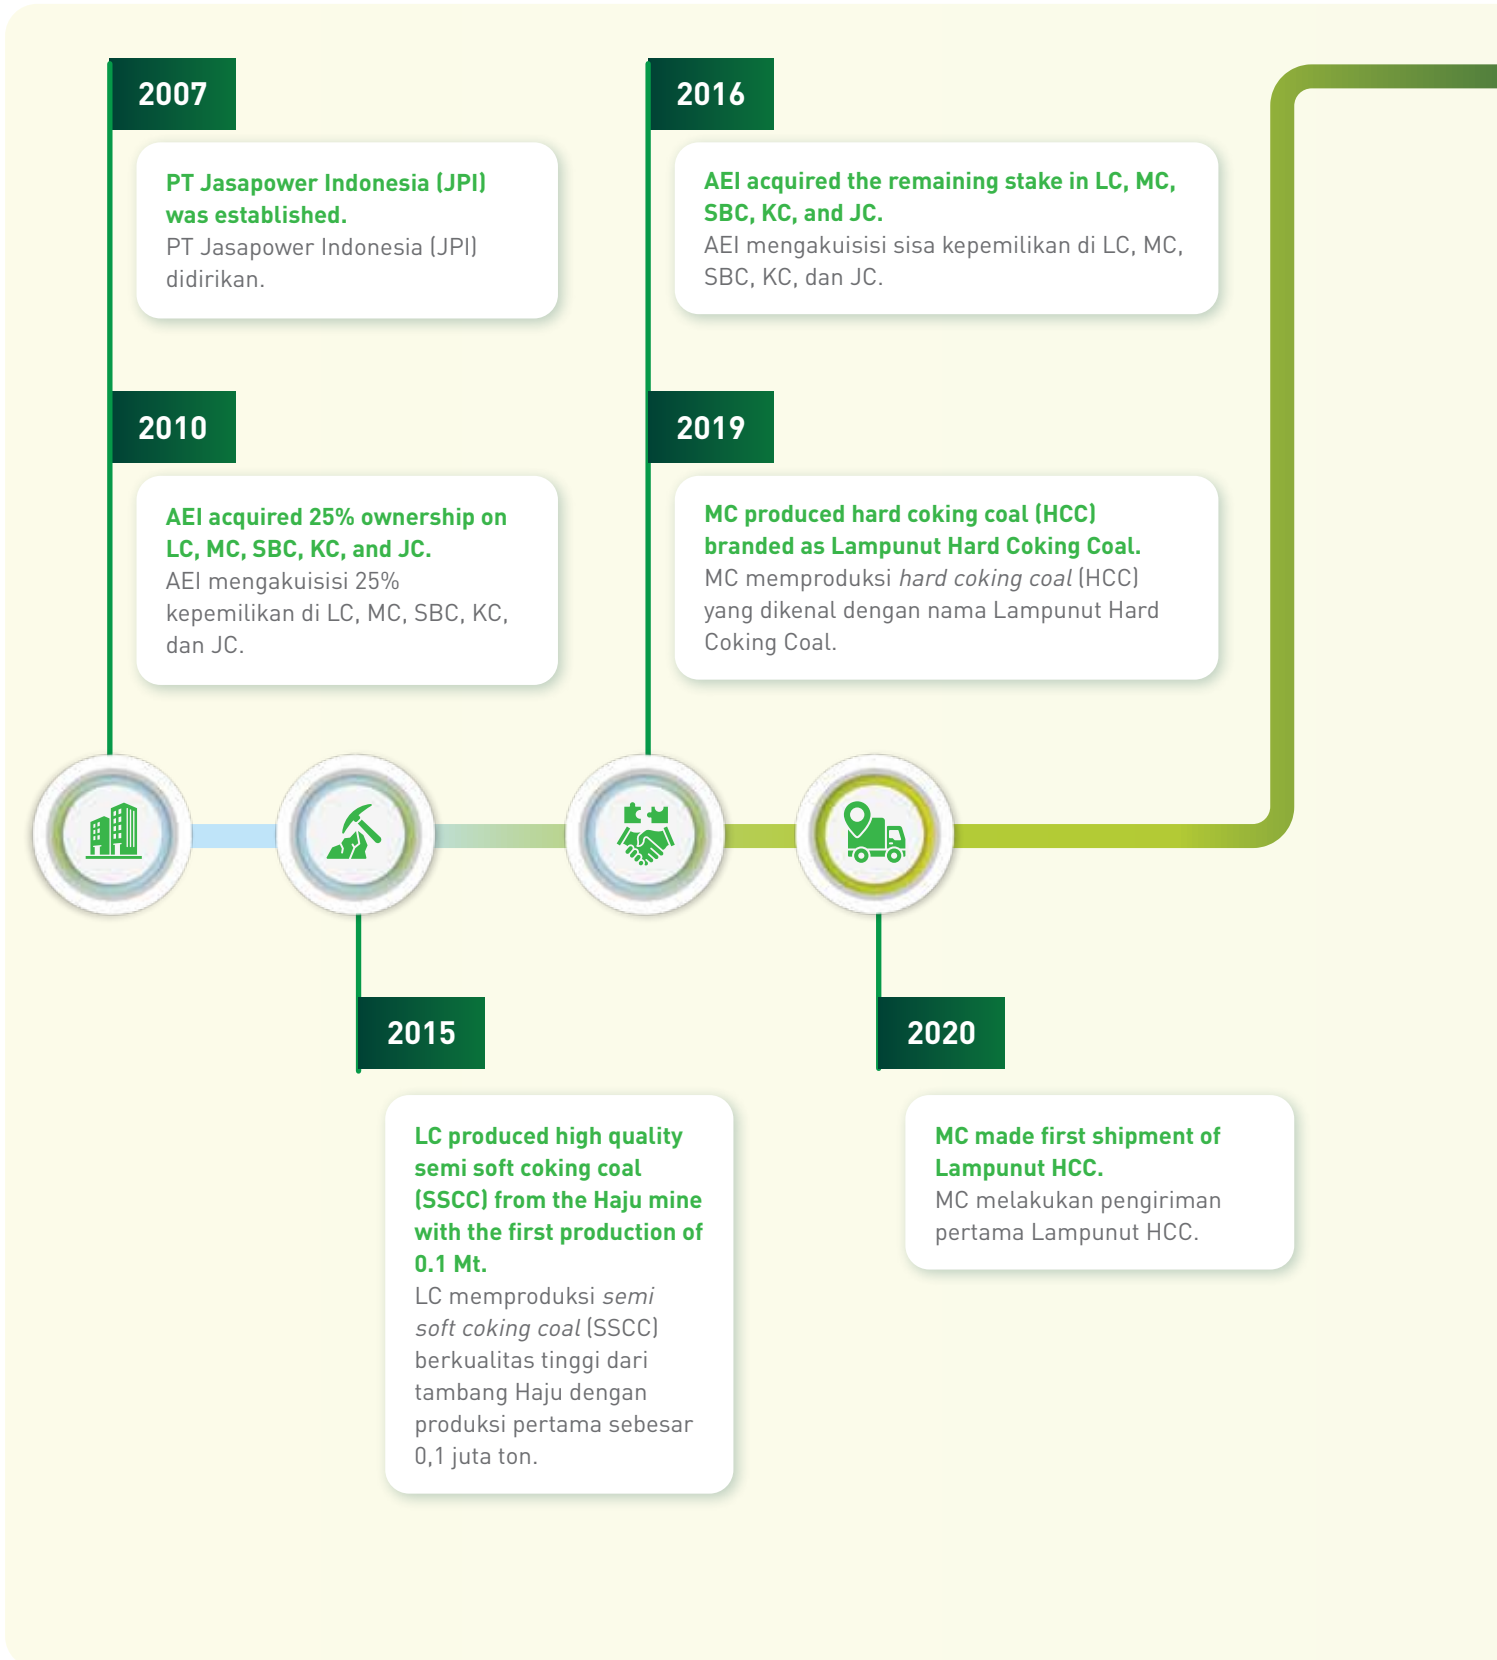 2007
PT Jasapower Indonesia (JPI)
was established.
PT Jasapower Indonesia (JPI)
didirikan.
2010
AEI acquired 25% ownership on
LC, MC, SBC, KC, and JC.
AEI mengakuisisi 25%
kepemilikan di LC, MC, SBC, KC,
dan JC.
2015
LC produced high quality
semi soft coking coal
(SSCC) from the Haju mine
with the first production of
0.1 Mt.
LC memproduksi semi
soft coking coal (SSCC)
berkualitas tinggi dari
tambang Haju dengan
produksi pertama sebesar
0,1 juta ton.
2016
AEI acquired the remaining stake in LC, MC,
SBC, KC, and JC.
AEI mengakuisisi sisa kepemilikan di LC, MC,
SBC, KC, dan JC.
2019
MC produced hard coking coal (HCC)
branded as Lampunut Hard Coking Coal.
MC memproduksi hard coking coal (HCC)
yang dikenal dengan nama Lampunut Hard
Coking Coal.
2020
MC made first shipment of
Lampunut HCC.
MC melakukan pengiriman
pertama Lampunut HCC.